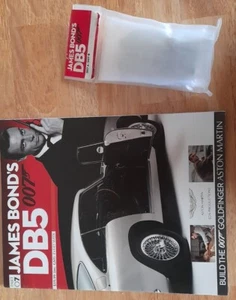 JAMES BOND'S
DB5
JAMES BOND'S
DB5 007
BUILD THE 007 GOLDFINGER ASTON MARTIN